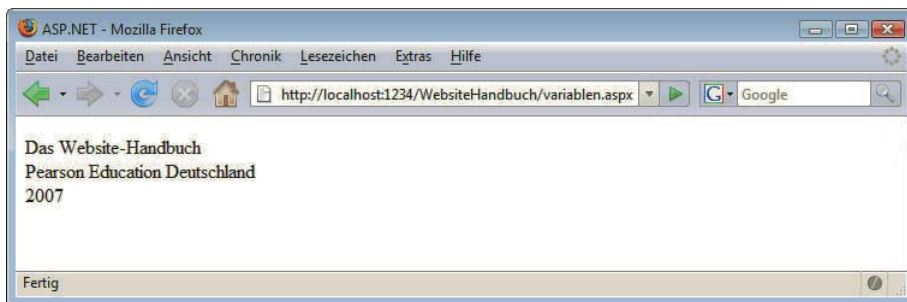 ASP.NET - Mozilla Firefox
Datei Bearbeiten Ansicht Chronik Lesezeichen Extras Hilfe
http://localhost:1234/WebsiteHandbuch/variablen.aspx G Google
Das Website-Handbuch
Pearson Education Deutschland
2007
Fertig